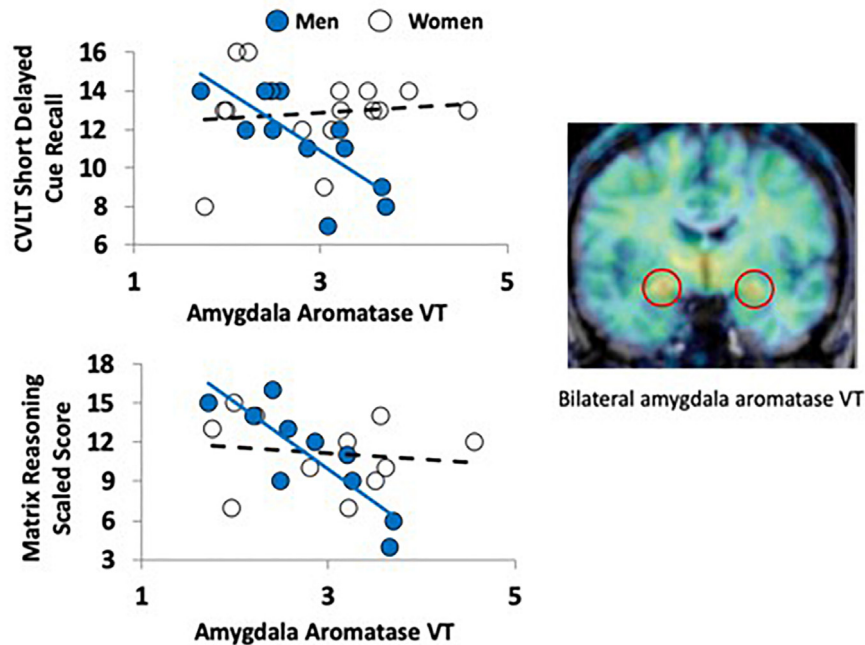 Men Women
CVLT Short Delayed
Cue Recall
16
14
12
10
8
6
1 3 5
Amygdala Aromatase VT
Matrix Reasoning
Scaled Score
18
15
12
9
6
3
1 3 5
Amygdala Aromatase VT
Bilateral amygdala aromatase VT